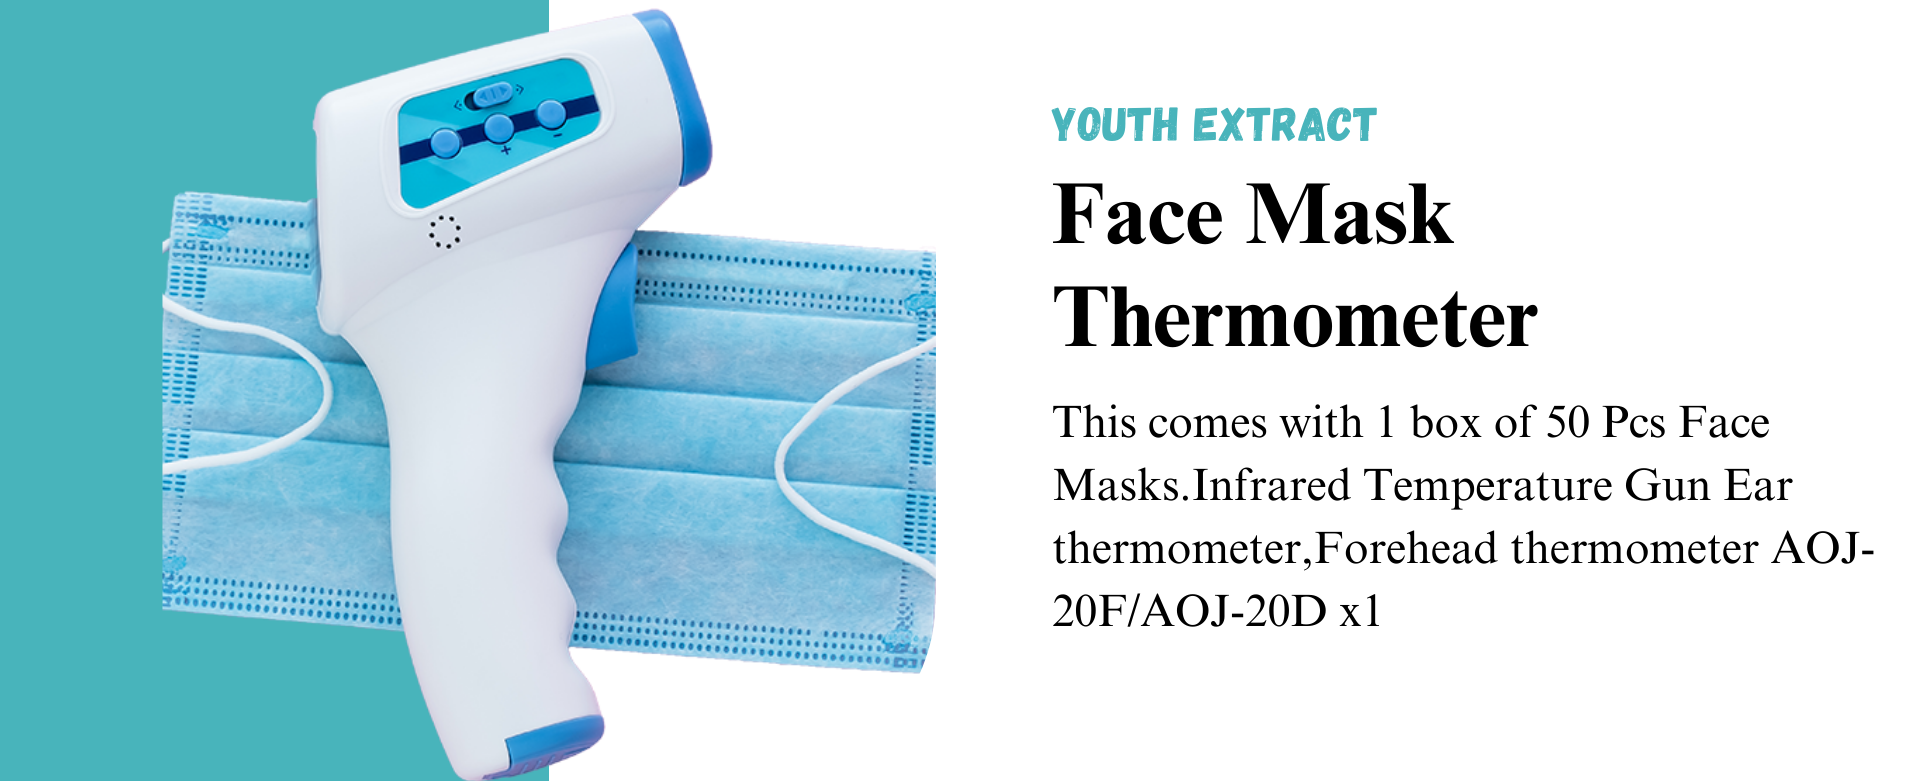 YOUTH EXTRACT
Face Mask
Thermometer
This comes with 1 box of 50 Pcs Face
Masks.Infrared Temperature Gun Ear
thermometer,Forehead thermometer AOJ-
20F/AOJ-20D x1